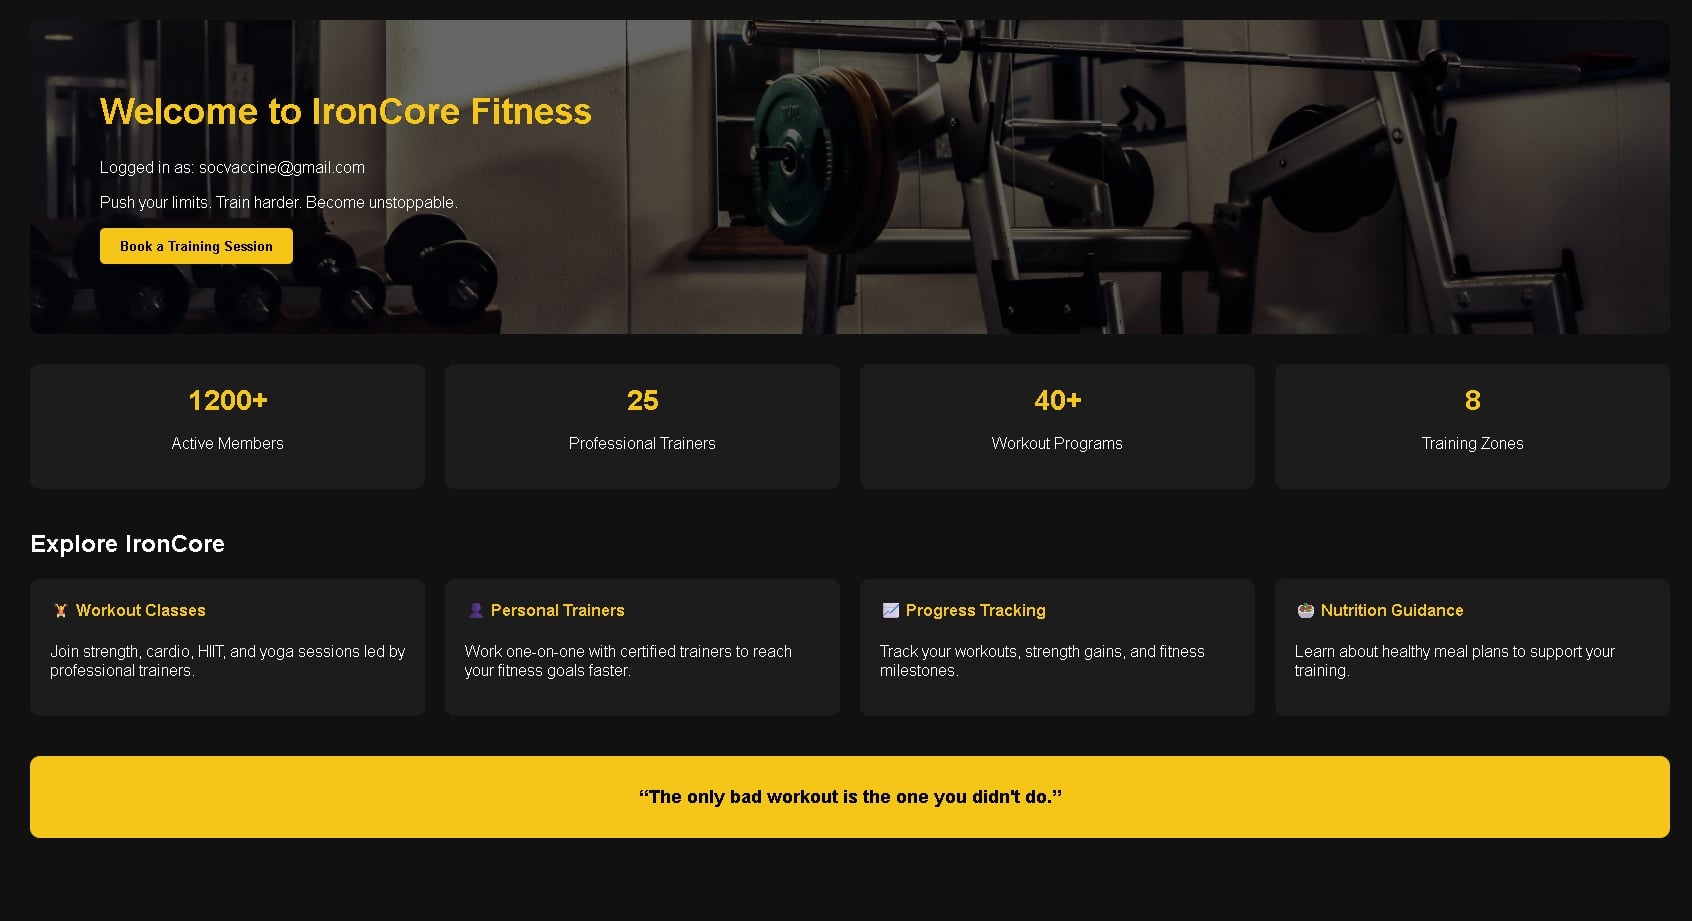 Welcome to IronCore Fitness
Logged in as: socvaccine@gmail.com
Push your limits. Train harder. Become unstoppable.
Book a Training Session
1200+
Active Members
25
Professional Trainers
40+
Workout Programs
8
Training Zones
Explore IronCore
Workout Classes
Join strength, cardio, HIIT, and yoga sessions led by
professional trainers.
Personal Trainers
Work one-on-one with certified trainers to reach
your fitness goals faster.
Progress Tracking
Track your workouts, strength gains, and fitness
milestones.
Nutrition Guidance
Learn about healthy meal plans to support your
training.
“The only bad workout is the one you didn't do.”